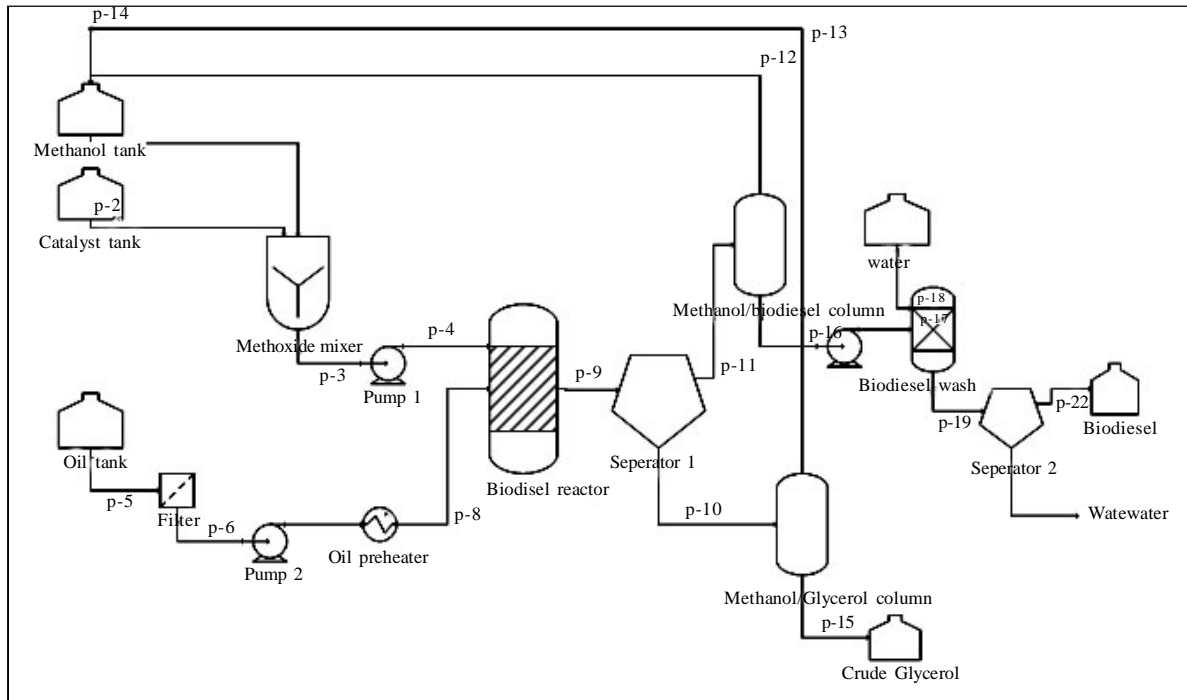 p-14
p-13
p-12
Methanol tank
p-2
Catalyst tank
water
p-18
p-17
Methanol/biodiesel column
Methoxide mixer
p-4
p-16
p-3
Pump 1
p-9
p-11
Biodiesel wash
p-22
p-19
Biodiesel
Oil tank
Seperator 1
Seperator 2
Biodisel reactor
p-5
Filter
p-6
p-8
p-10
Watewater
Oil preheater
Pump 2
Methanol/Glycerol column
p-15
Crude Glycerol